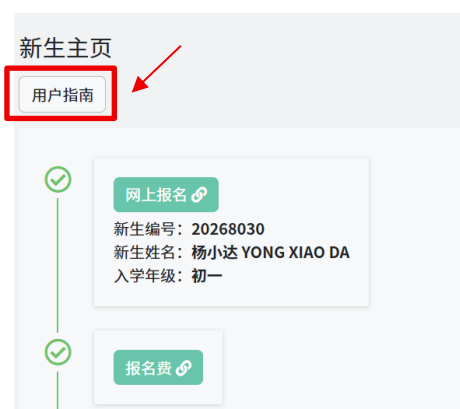 新生主页
用户指南
网上报名
新生编号：20268030
新生姓名：杨小达 YONG XIAO DA
入学年级：初一
报名费